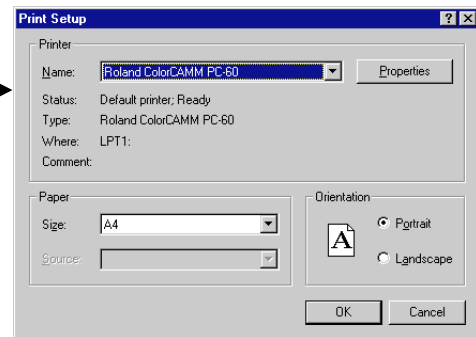 Print Setup
Printer
Name: Roland ColorCAMM PC-60 Properties
Status: Default printer; Ready
Type: Roland ColorCAMM PC-60
Where: LPT1:
Comment:
Paper Orientation
Size: A4 Portrait
A
Source: Landscape
OK Cancel